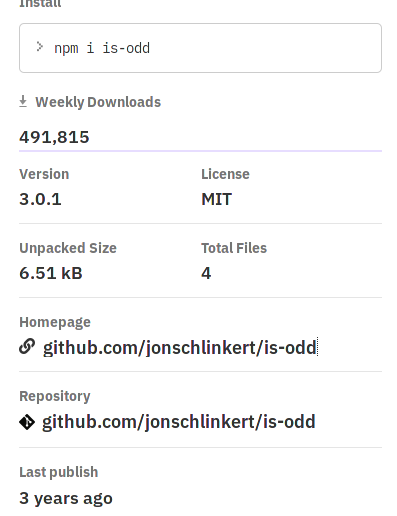 Install
npm i is-odd
Weekly Downloads
491,815
Version
License
3.0.1
MIT
Unpacked Size
Total Files
6.51 kB
4
Homepage
github.com/jonschlinkert/is-odd
Repository
github.com/jonschlinkert/is-odd
Last publish
3 years ago